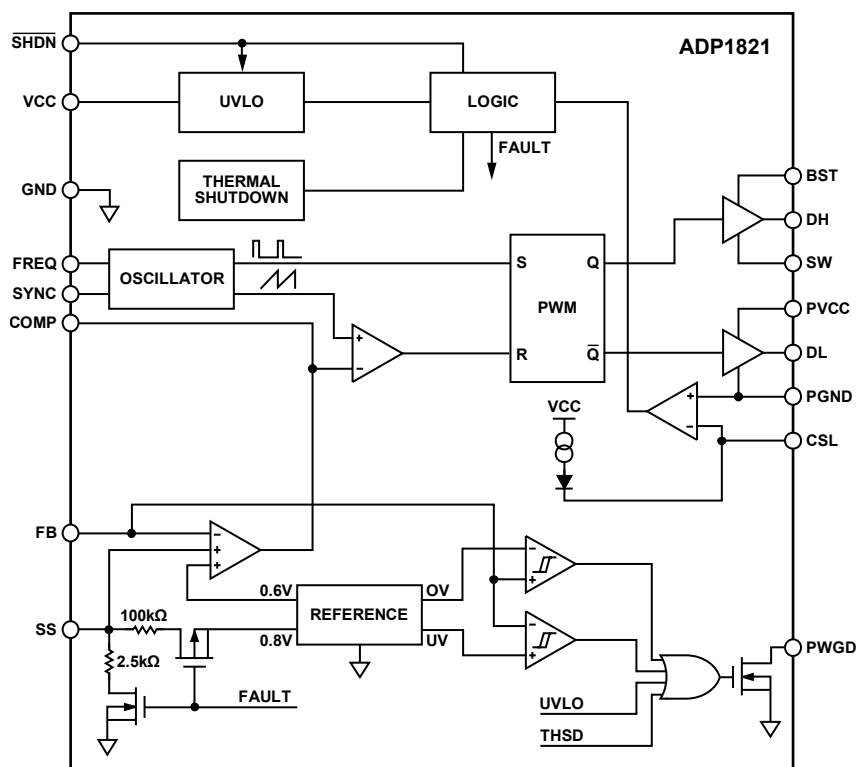 ADP1821
SHDN
VCC
UVLO
LOGIC
FAULT
THERMAL
SHUTDOWN
GND
BST
DH
SW
FREQ
SYNC
COMP
OSCILLATOR
S
Q
PWM
R
Q
PVCC
DL
PGND
CSL
+
−
+
−
VCC
FB
−
+
+
0.6V
0.8V
REFERENCE
OV
UV
−
+
−
+
SS
100kΩ
2.5kΩ
FAULT
UVLO
THSD
PWGD